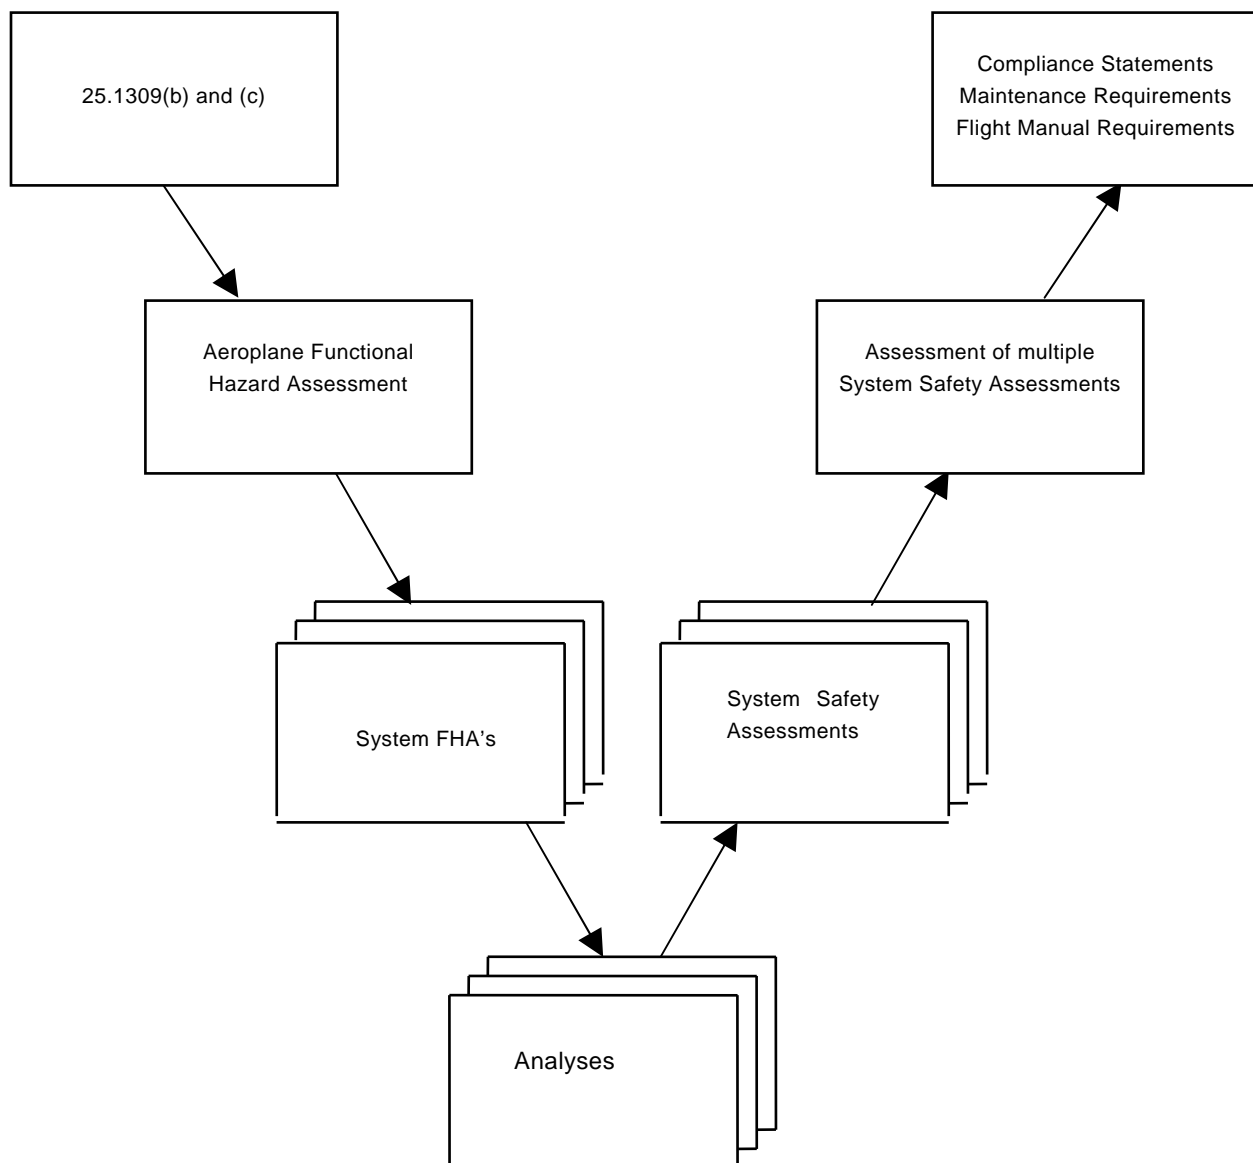 25.1309(b) and (c)
Compliance Statements
Maintenance Requirements
Flight Manual Requirements
Aeroplane Functional
Hazard Assessment
Assessment of multiple
System Safety Assessments
System FHA's
System Safety
Assessments
Analyses